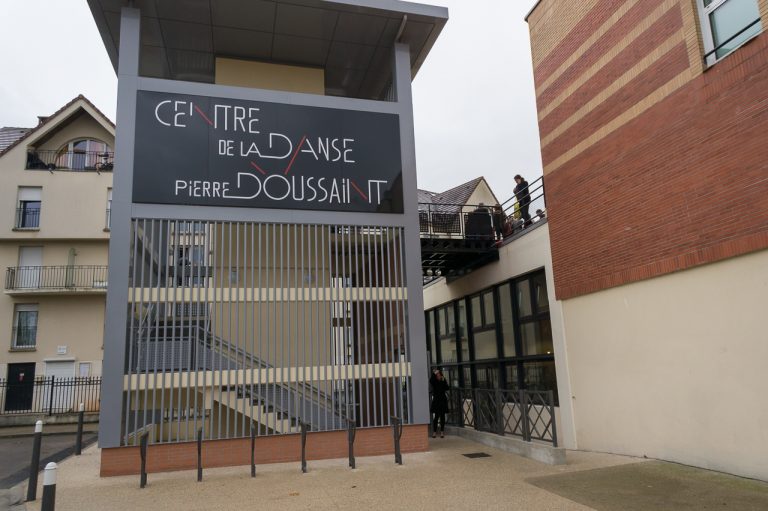 CENTRE
DE LA DANSE
PIERRE DOUSSAINT